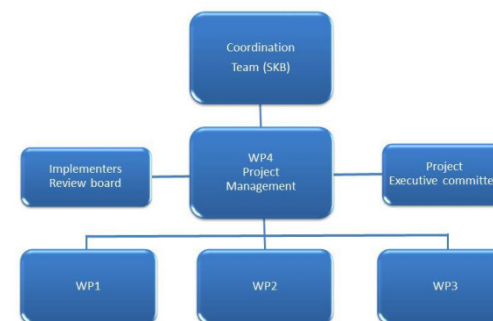 Coordination
Team (SKB)
WP4
Project
Management
Implementers
Review board
Project
Executive committe
WP1
WP2
WP3